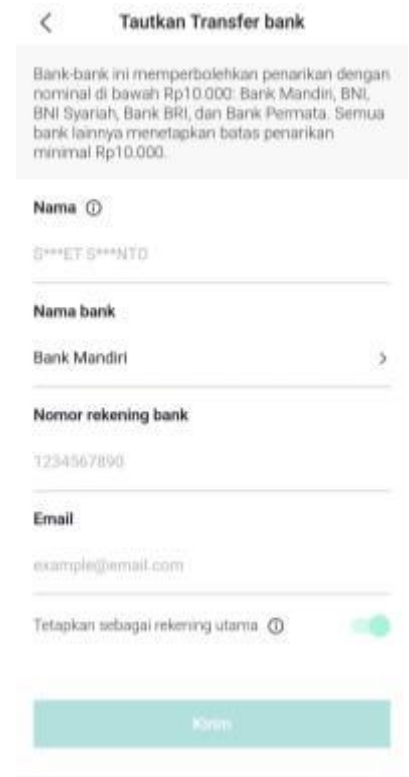 Tautkan Transfer bank
Bank-bank ini memperbolehkan penarikan dengan
nominal di bawah Rp10.000: Bank Mandiri, BNI,
BNI Syariah, Bank BRI, dan Bank Permata. Semua
bank lainnya menetapkan batas penarikan
minimal Rp10.000.
Nama
S***ET S***NTO
Nama bank
Bank Mandiri
Nomor rekening bank
1234567890
Email
example@email.com
Tetapkan sebagai rekening utama
Kirim